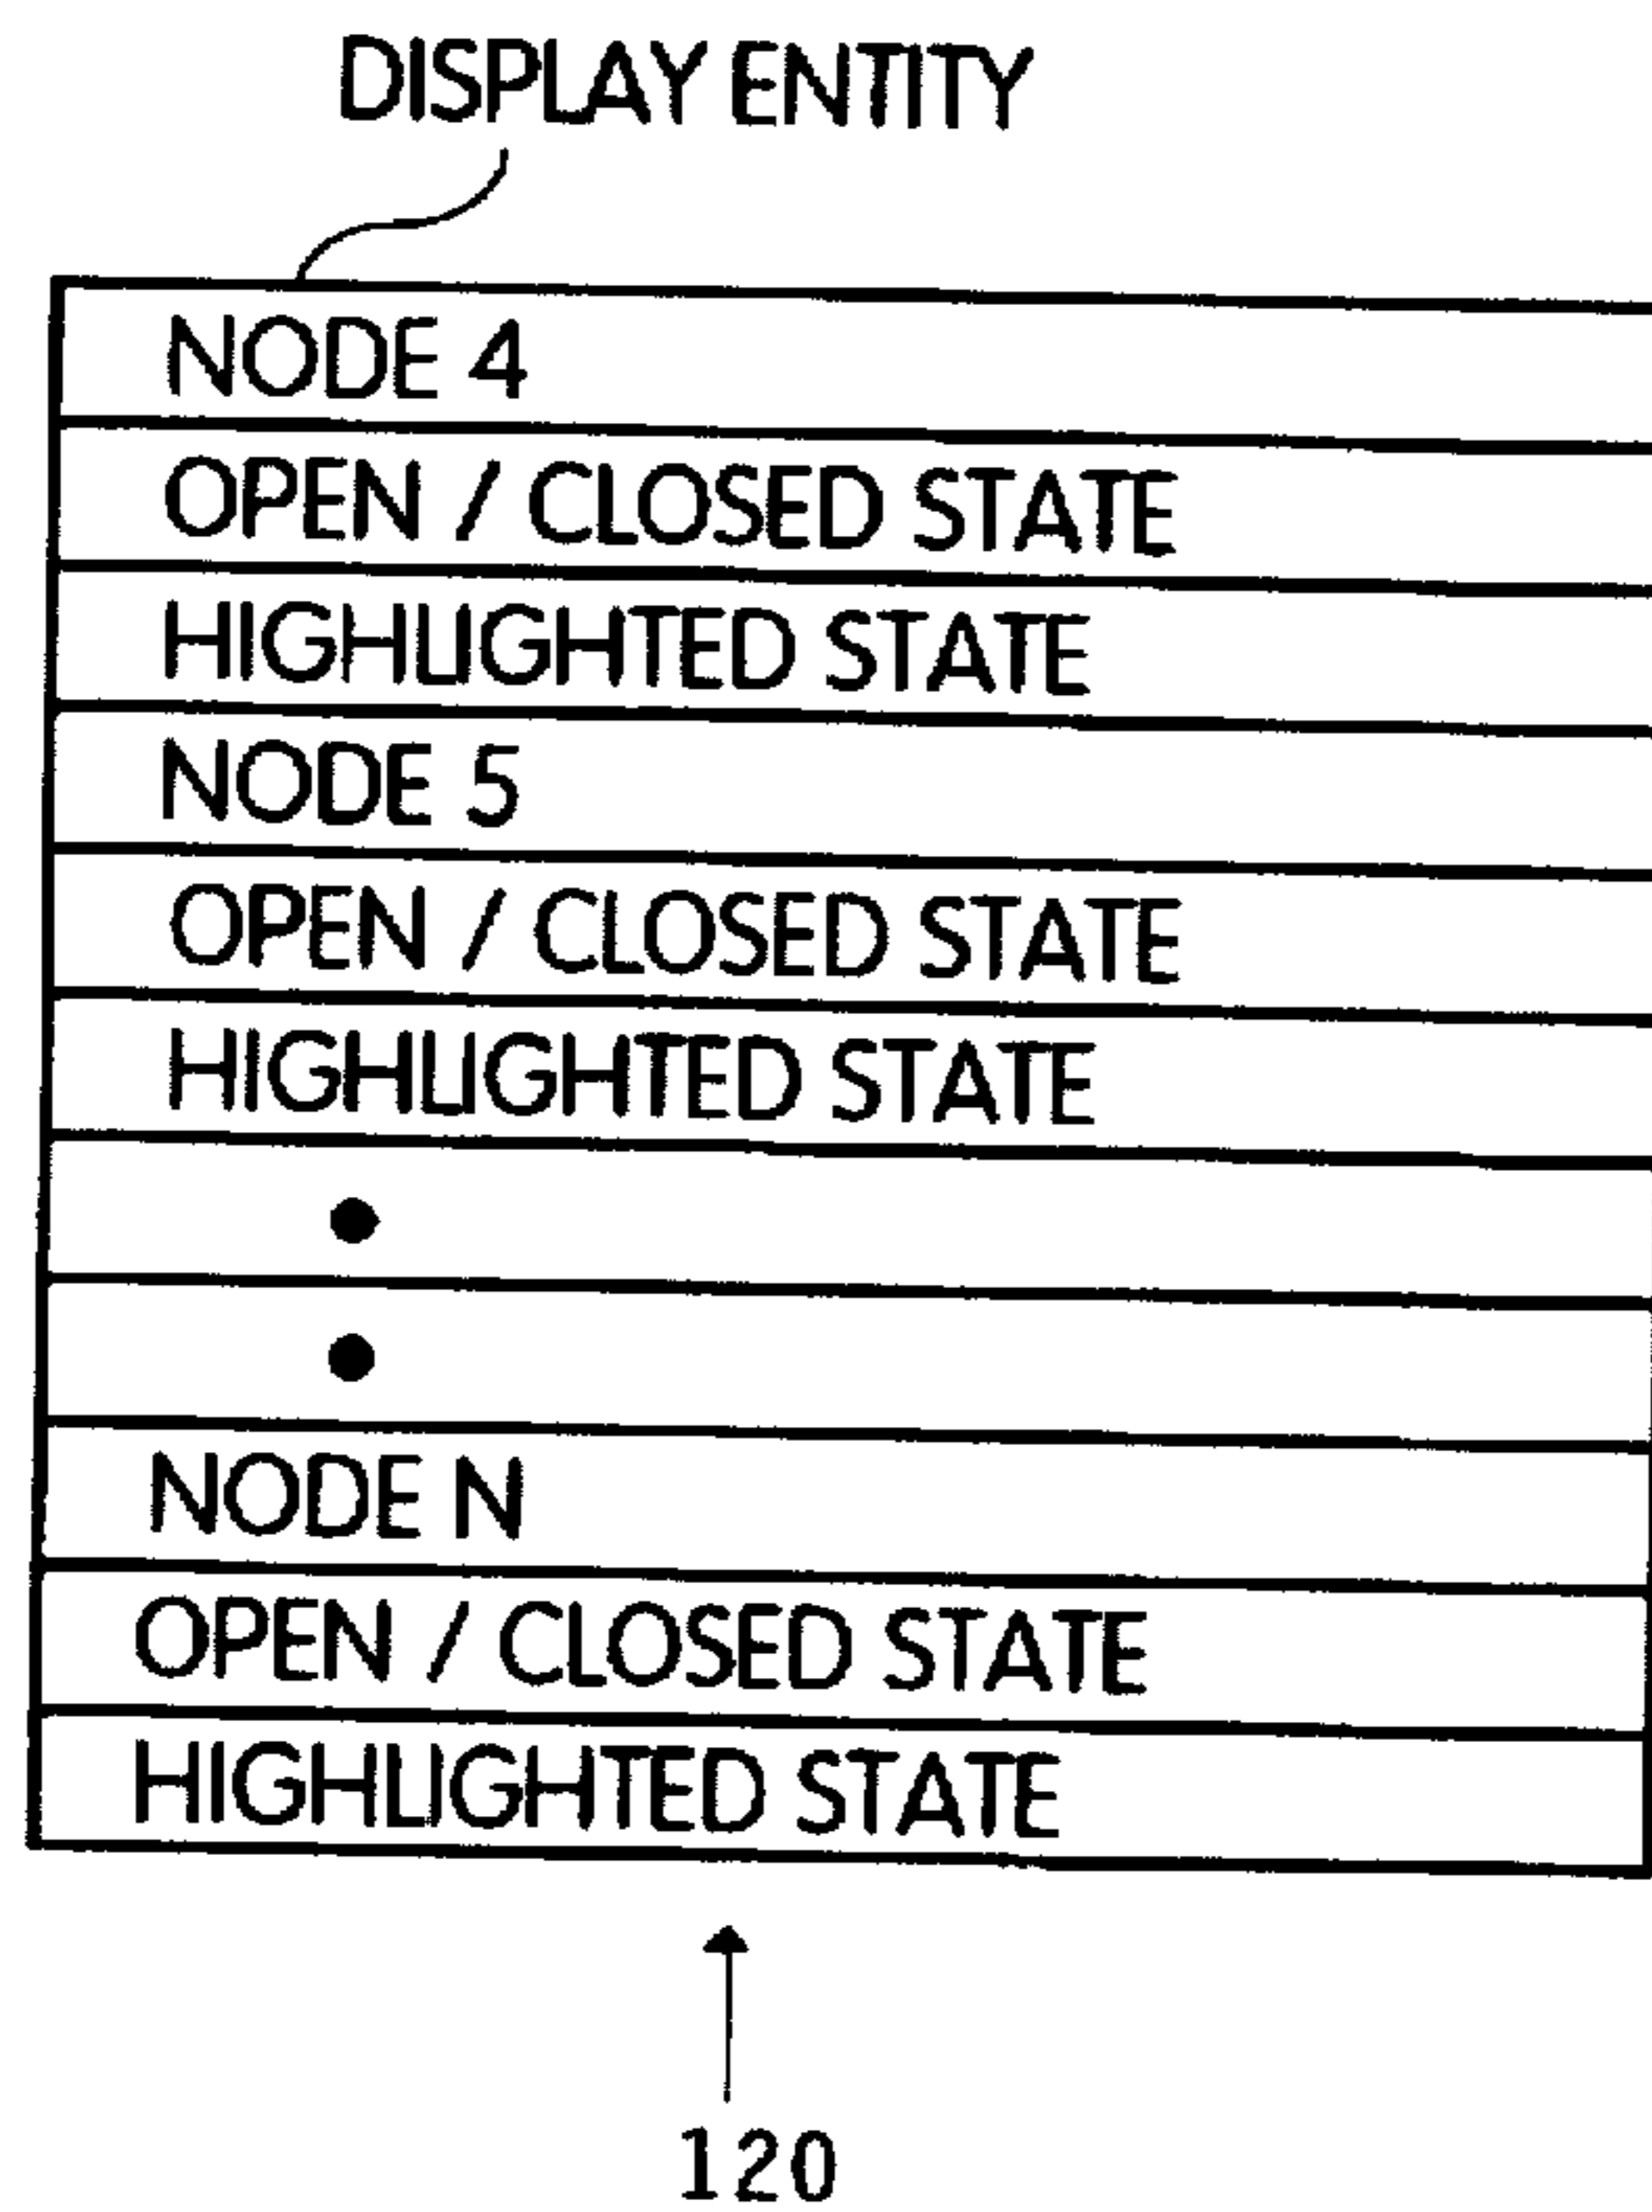 DISPLAY ENTITY
NODE 4
OPEN / CLOSED STATE
HIGHLIGHTED STATE
NODE 5
OPEN / CLOSED STATE
HIGHLIGHTED STATE
●
●
NODE N
OPEN / CLOSED STATE
HIGHLIGHTED STATE
120